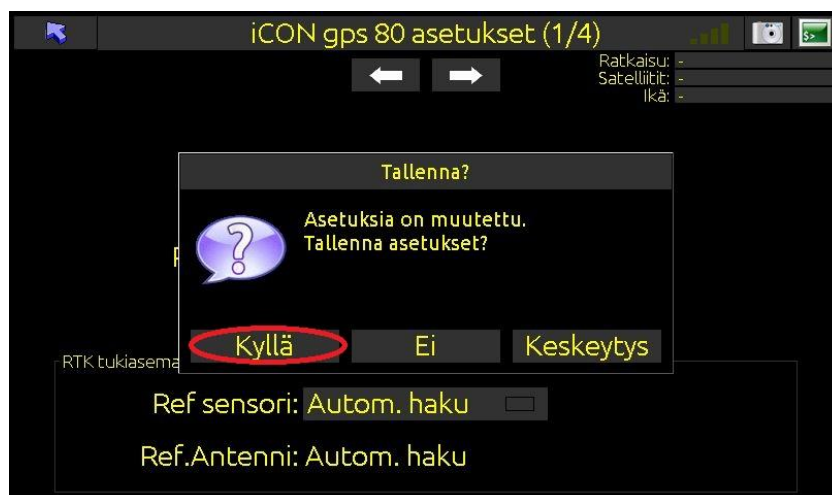 iCON gps 80 asetukset (1/4)
Ratkaisu: -
Satelliitit: -
Ikä: -
Tallenna?
Asetuksia on muutettu.
Tallenna asetukset?
Kyllä
Ei
Keskeytys
RTK tukiasema
Ref sensori: Autom. haku
Ref.Antenni: Autom. haku